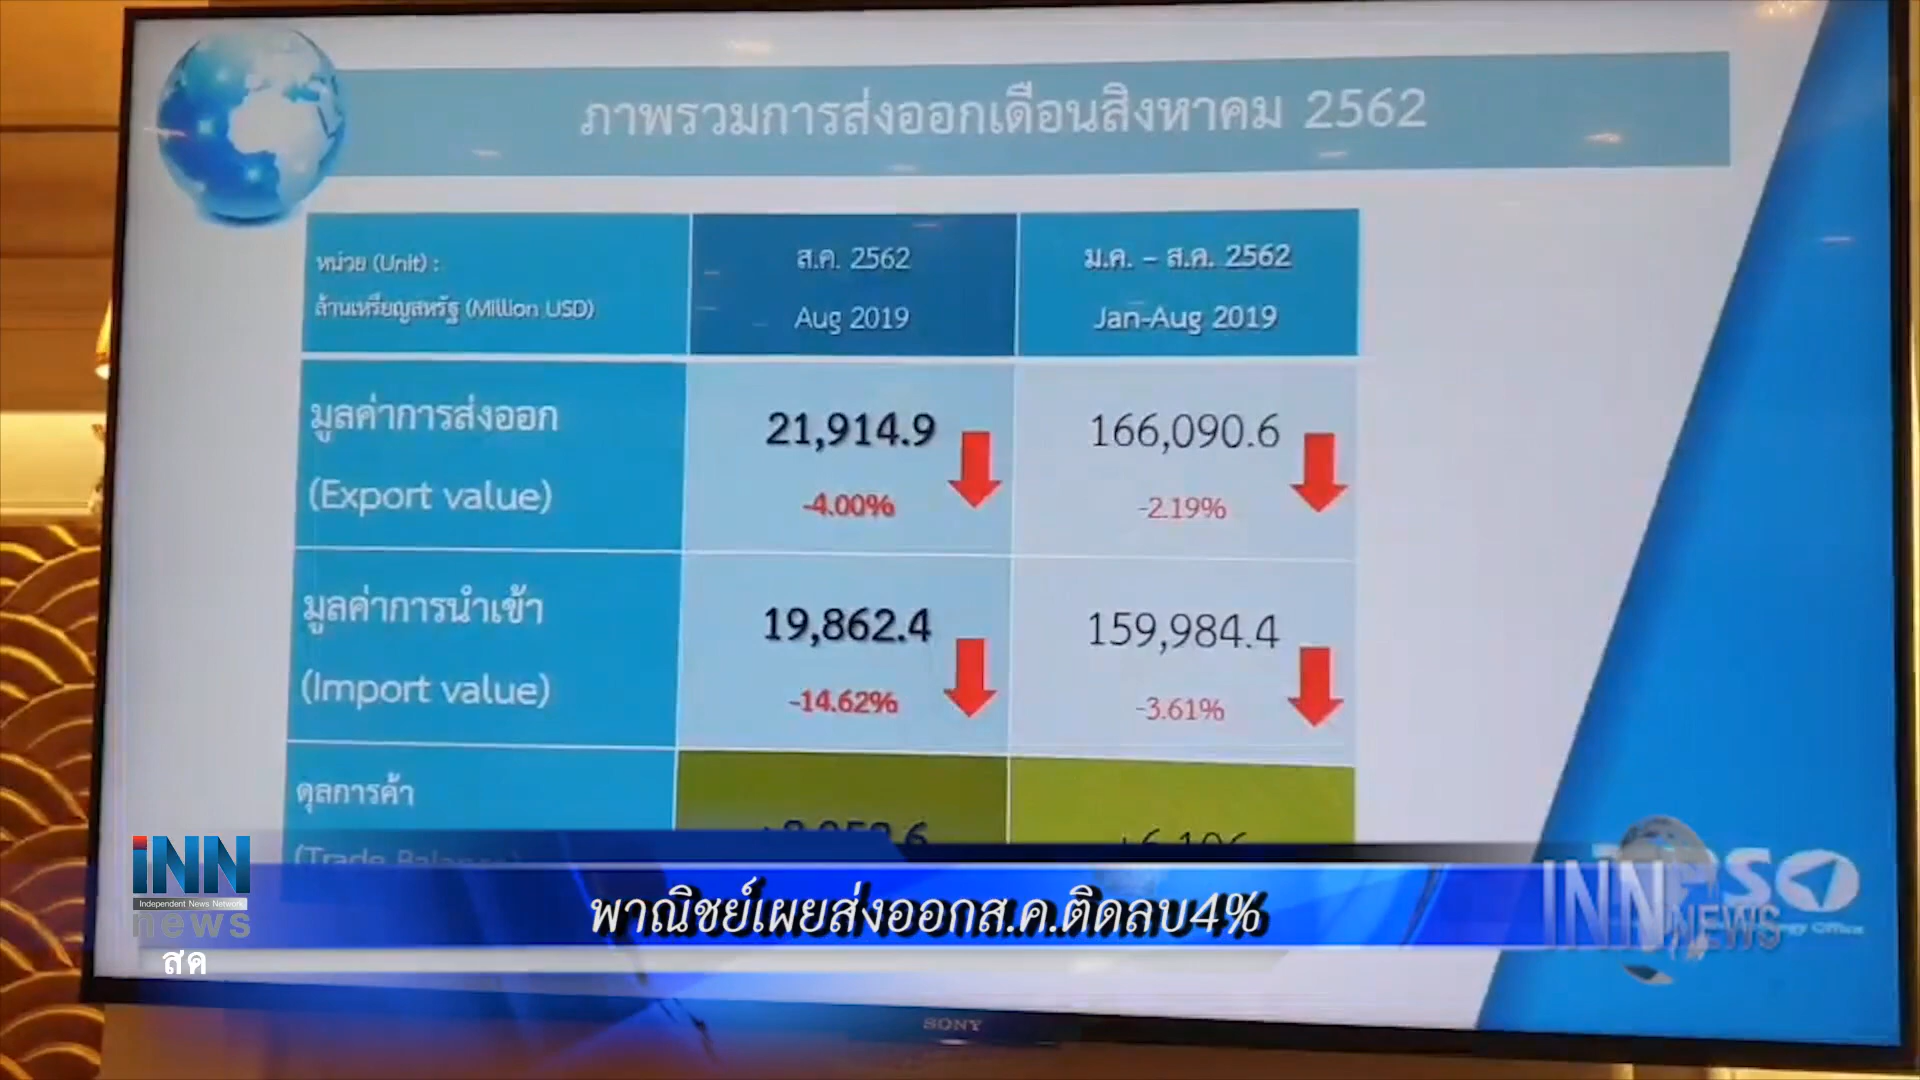 ภาพรวมการส่งออกเดือนสิงหาคม 2562
หน่วย (Unit) :
ล้านเหรียญสหรัฐ (Million USD)
ส.ค. 2562
Aug 2019
ม.ค. – ส.ค. 2562
Jan-Aug 2019
มูลค่าการส่งออก
(Export value)
21,914.9
-4.00%
166,090.6
-2.19%
มูลค่าการนำเข้า
(Import value)
19,862.4
-14.62%
159,984.4
-3.61%
ดุลการค้า
(Trade
iNN
Independent News Network
news
สด
พาณิชย์เผยส่งออกส.ค.ติดลบ4%
INN NEWS
Office
SONY